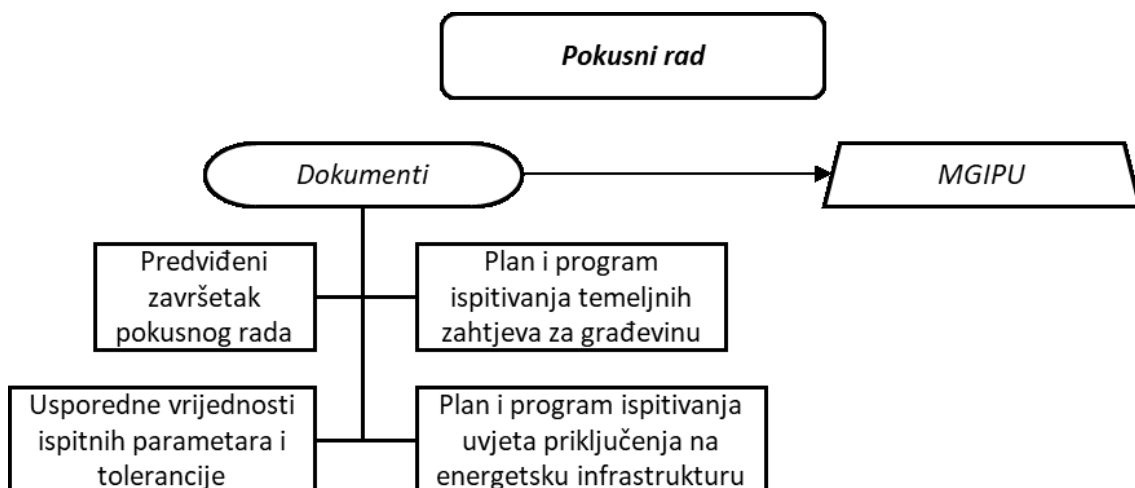 Pokusni rad
Dokumenti
MGIPU
Predviđeni
završetak
pokusnog rada
Plan i program
ispitivanja temeljnih
zahtjeva za građevinu
Usporedne vrijednosti
ispitnih parametara i
tolerancije
Plan i program ispitivanja
uvjeta priključenja na
energetsku infrastrukturu